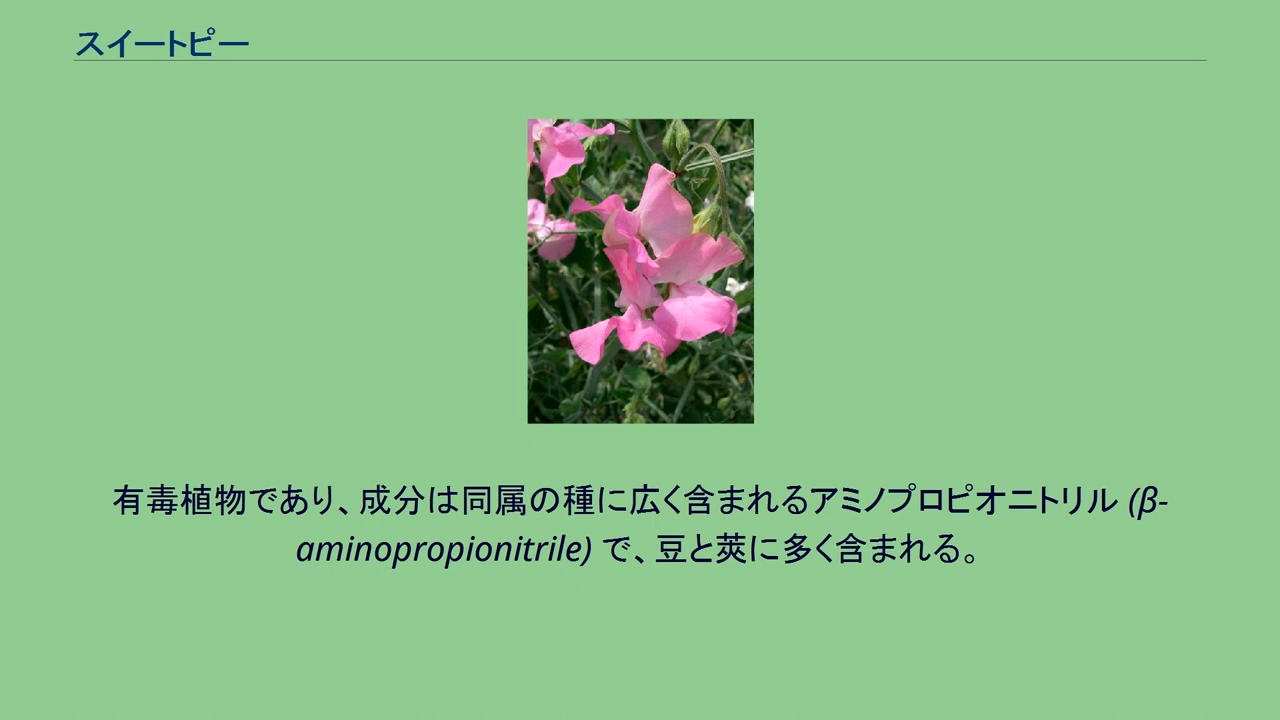 スイートピー
有毒植物であり、成分は同属の種に広く含まれるアミノプロピオニトリル (β-
aminopropionitrile) で、豆と莢に多く含まれる。